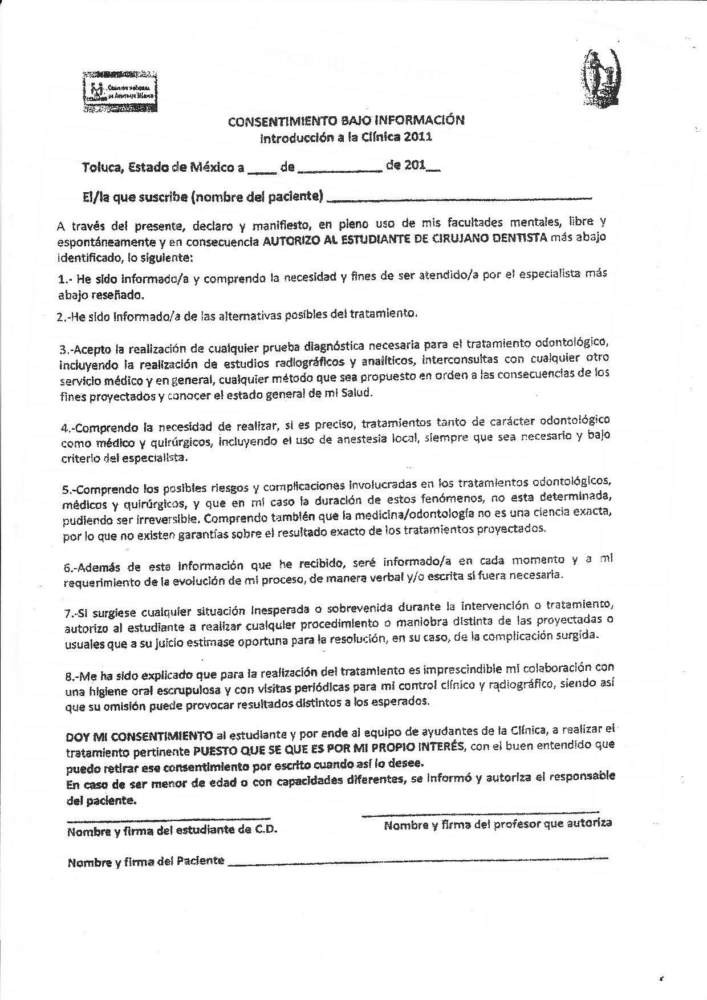 CONSENTIMIENTO BAJO INFORMACIÓN
Introducción a la Clínica 2011
Toluca, Estado de México a ____ de ____________ de 201__
El/la que suscribe (nombre del paciente) ______________________________
A través del presente, declaro y manifiesto, en pleno uso de mis facultades mentales, libre y
espontáneamente y en consecuencia AUTORIZO AL ESTUDIANTE DE CIRUJANO DENTISTA más abajo
identificado, lo siguiente:
1.- He sido informado/a y comprendo la necesidad y fines de ser atendido/a por el especialista más
abajo reseñado.
2.-He sido informado/a de las alternativas posibles del tratamiento.
3.-Acepto la realización de cualquier prueba diagnóstica necesaria para el tratamiento odontológico,
incluyendo la realización de estudios radiográficos y analíticos, interconsultas con cualquier otro
servicio médico y en general, cualquier método que sea propuesto en orden a las consecuencias de los
fines proyectados y conocer el estado general de mi Salud.
4.-Comprendo la necesidad de realizar, si es preciso, tratamientos tanto de carácter odontológico
como médico y quirúrgicos, incluyendo el uso de anestesia local, siempre que sea necesario y bajo
criterio del especialista.
5.-Comprendo los posibles riesgos y complicaciones involucradas en los tratamientos odontológicos,
médicos y quirúrgicos, y que en mi caso la duración de estos fenómenos, no esta determinada,
pudiendo ser irreversible. Comprendo también que la medicina/odontología no es una ciencia exacta,
por lo que no existen garantías sobre el resultado exacto de los tratamientos proyectados.
6.-Además de esta información que he recibido, seré informado/a en cada momento y a mi
requerimiento de la evolución de mi proceso, de manera verbal y/o escrita si fuera necesaria.
7.-Si surgiese cualquier situación inesperada o sobrevenida durante la intervención o tratamiento,
autorizo al estudiante a realizar cualquier procedimiento o maniobra distinta de las proyectadas o
usuales que a su juicio estimase oportuna para la resolución, en su caso, de la complicación surgida.
8.-Me ha sido explicado que para la realización del tratamiento es imprescindible mi colaboración con
una higiene oral escrupulosa y con visitas periódicas para mi control clínico y radiográfico, siendo así
que su omisión puede provocar resultados distintos a los esperados.
DOY MI CONSENTIMIENTO al estudiante y por ende al equipo de ayudantes de la Clínica, a realizar el
tratamiento pertinente PUESTO QUE SE QUE ES POR MI PROPIO INTERÉS, con el buen entendido que
puedo retirar ese consentimiento por escrito cuando así lo desee.
En caso de ser menor de edad o con capacidades diferentes, se informó y autoriza el responsable
del paciente.
Nombre y firma del estudiante de C.D.
Nombre y firma del profesor que autoriza
Nombre y firma del Paciente ______________________________